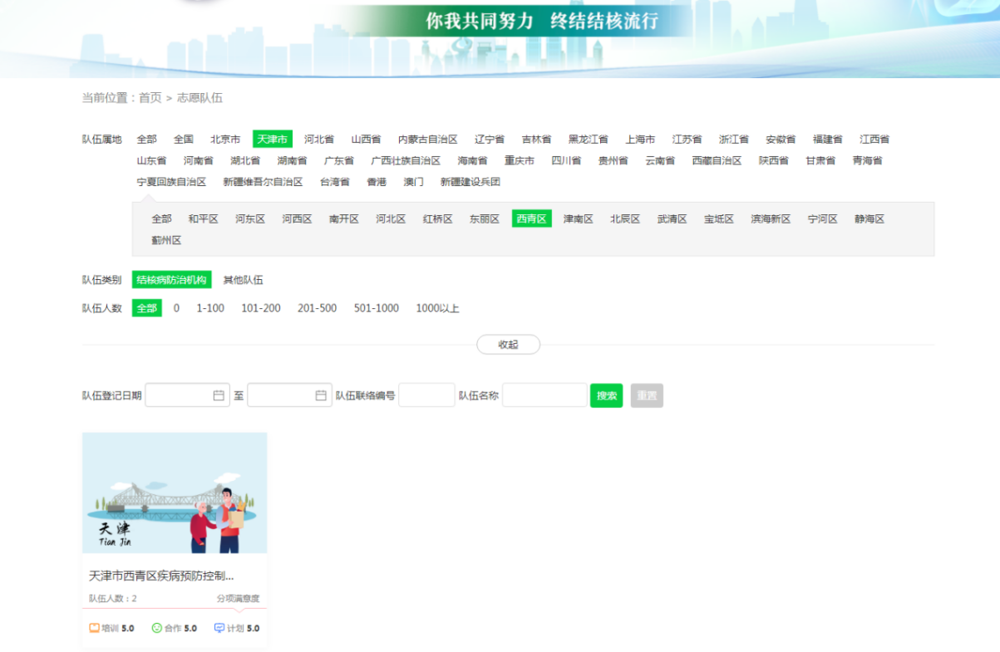 你我共同努力 终结结核流行
当前位置：首页 > 志愿队伍
队伍属地 全部 全国 北京市 天津市 河北省 山西省 内蒙古自治区 辽宁省 吉林省 黑龙江省 上海市 江苏省 浙江省 安徽省 福建省 江西省
山东省 河南省 湖北省 湖南省 广东省 广西壮族自治区 海南省 重庆市 四川省 贵州省 云南省 西藏自治区 陕西省 甘肃省 青海省
宁夏回族自治区 新疆维吾尔自治区 台湾省 香港 澳门 新疆建设兵团
全部 和平区 河东区 河西区 南开区 河北区 红桥区 东丽区 西青区 津南区 北辰区 武清区 宝坻区 滨海新区 宁河区 静海区
蓟州区
队伍类别 结核病防治机构 其他队伍
队伍人数 全部 0 1-100 101-200 201-500 501-1000 1000以上
收起
队伍登记日期 至 队伍联络编号 队伍名称 搜索 重置
天津
Tian Jin
天津市西青区疾病预防控制...
队伍人数：2 分项满意度
培训 5.0 合作 5.0 计划 5.0